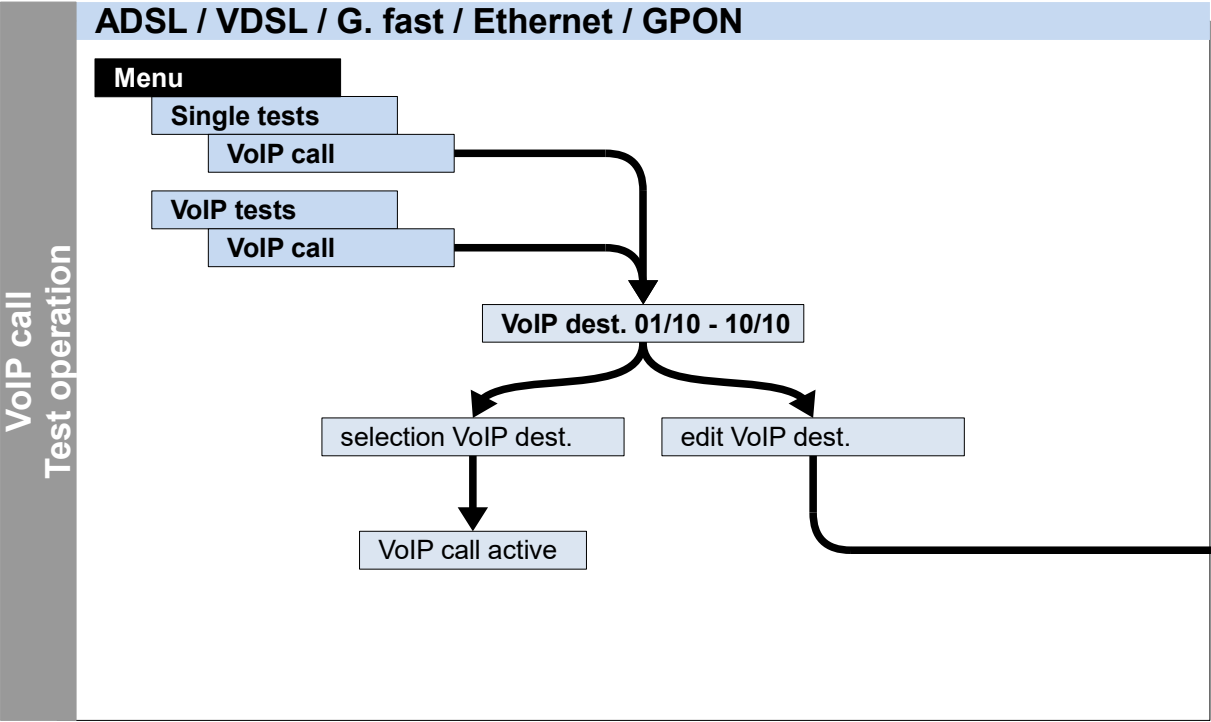 ADSL / VDSL / G. fast / Ethernet / GPON
Menu
Single tests
VoIP call
VoIP tests
VoIP call
VoIP call
Test operation
VoIP dest. 01/10 - 10/10
selection VoIP dest.
edit VoIP dest.
VoIP call active